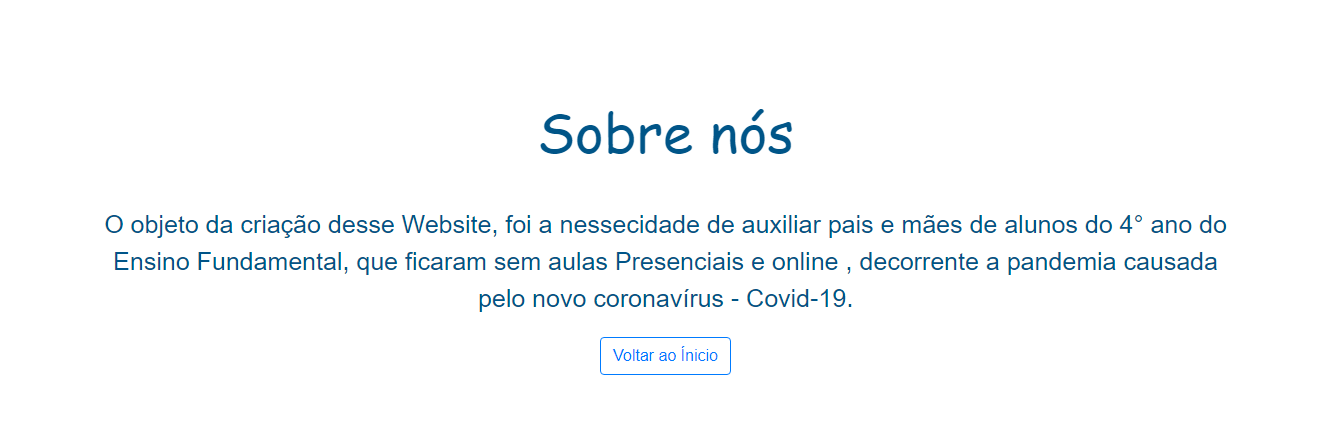 Sobre nós
O objeto da criação desse Website, foi a nessecidade de auxiliar pais e mães de alunos do 4° ano do
Ensino Fundamental, que ficaram sem aulas Presenciais e online , decorrente a pandemia causada
pelo novo coronavírus - Covid-19.
Voltar ao Ínicio